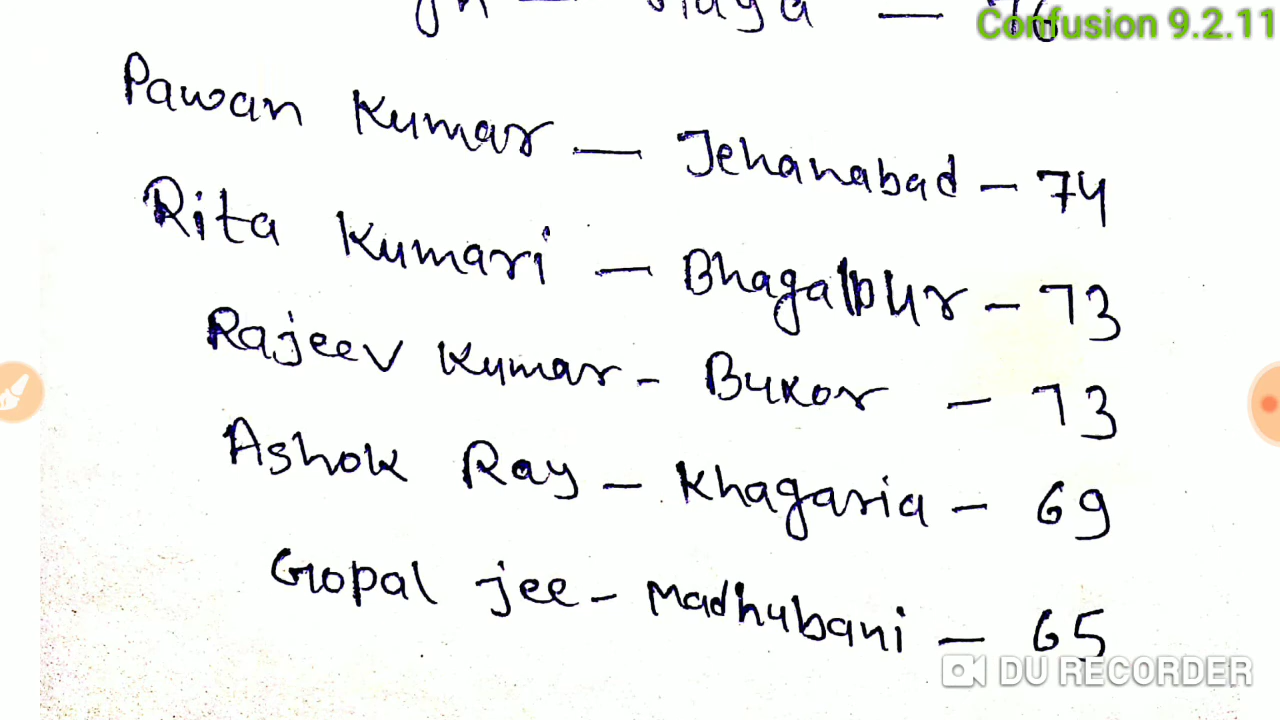 Confusion 9.2.11
Pawan Kumar — Jehanabad - 74
Rita Kumari — Bhagalpur - 73
Rajeev Kumar - Buxor - 73
Ashok Ray - Khagaria - 69
Gopal jee - Madhubani - 65
DU RECORDER